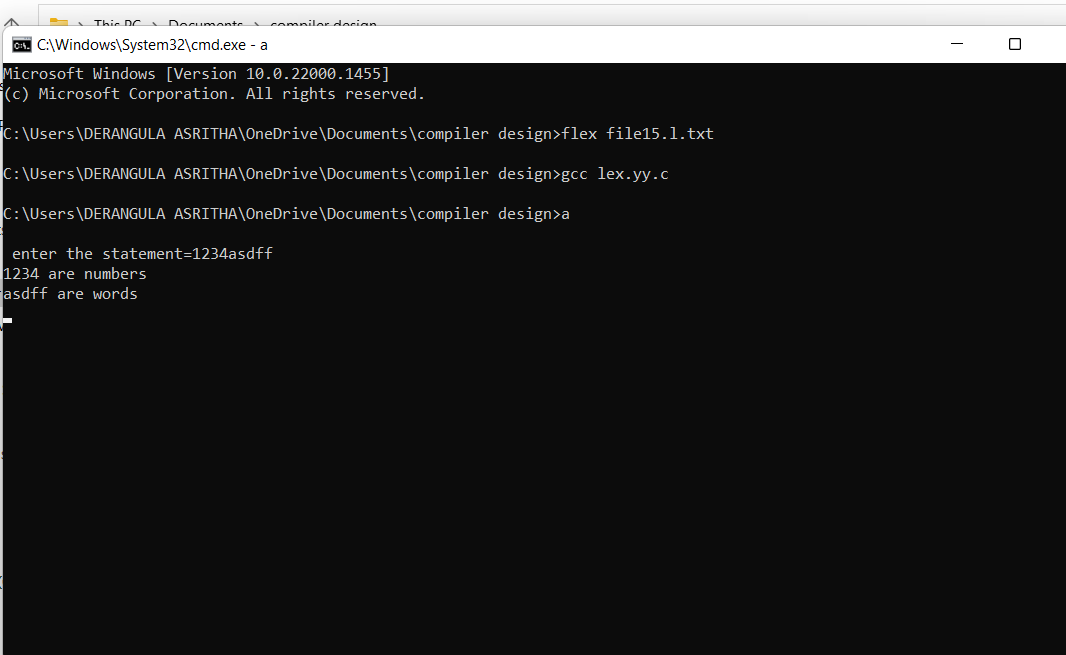 This PC > Documents > compiler design
C:\Windows\System32\cmd.exe - a
Microsoft Windows [Version 10.0.22000.1455]
(c) Microsoft Corporation. All rights reserved.
C:\Users\DERANGULA ASRITHA\OneDrive\Documents\compiler design>flex file15.l.txt
C:\Users\DERANGULA ASRITHA\OneDrive\Documents\compiler design>gcc lex.yy.c
C:\Users\DERANGULA ASRITHA\OneDrive\Documents\compiler design>a
enter the statement=1234asdff
1234 are numbers
asdff are words